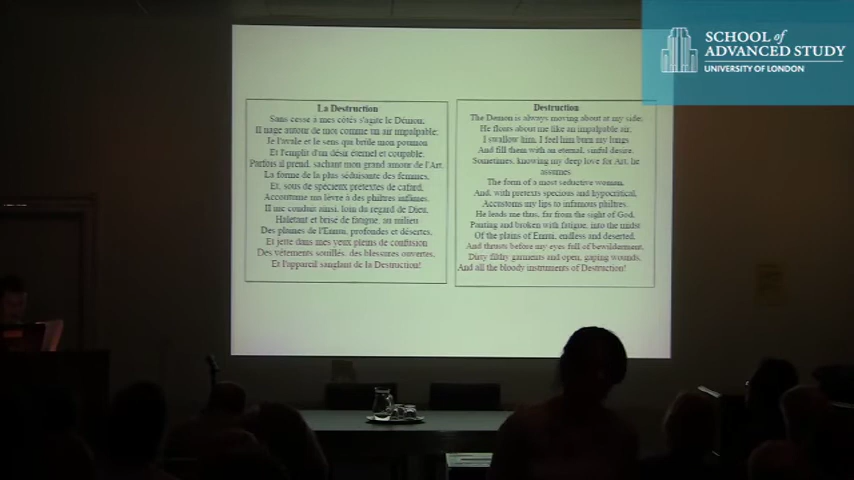 La Destruction
Sans cesse à mes côtés s'agite le Démon;
Il nage autour de moi comme un air impalpable;
Je l'avale et le sens qui brûle mon poumon
Et l'emplit d'un désir éternel et coupable.
Parfois il prend, sachant mon grand amour de l'Art,
La forme de la plus séduisante des femmes,
Et, sous de spécieux prétextes de cafard,
Accoutume ma lèvre à des philtres infâmes.
Il me conduit ainsi, loin du regard de Dieu,
Haletant et brisé de fatigue, au milieu
Des plaines de l'Ennui, profondes et désertes,
Et jette dans mes yeux pleins de confusion
Des vêtements souillés, des blessures ouvertes,
Et l'appareil sanglant de la Destruction!
Destruction
The Demon is always moving about at my side;
He floats about me like an impalpable air,
I swallow him, I feel him burn my lungs
And fill them with an eternal, sinful desire.
Sometimes, knowing my deep love for Art, he
assumes
The form of a most seductive woman,
And, with pretexts specious and hypocritical,
Accustoms my lips to infamous philtres.
He leads me thus, far from the sight of God,
Panting and broken with fatigue, into the midst
Of the plains of Ennui, endless and deserted,
And thrusts before my eyes full of bewilderment,
Dirty filthy garments and open, gaping wounds,
And all the bloody instruments of Destruction!
SCHOOL of
ADVANCED STUDY
UNIVERSITY OF LONDON